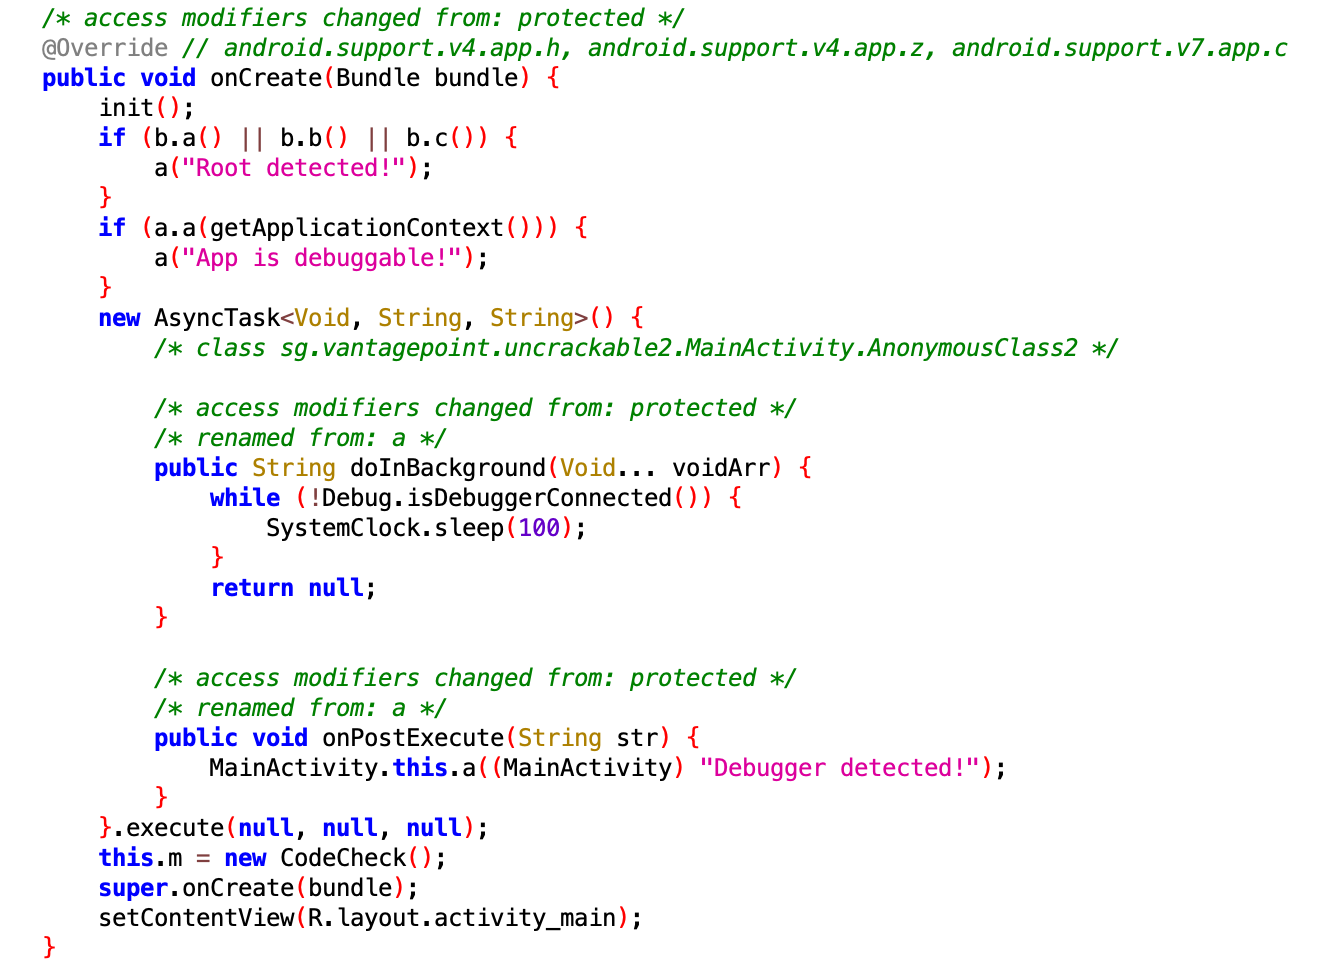 /* access modifiers changed from: protected */
@Override // android.support.v4.app.h, android.support.v4.app.z, android.support.v7.app.c
public void onCreate(Bundle bundle) {
    init();
    if (b.a() || b.b() || b.c()) {
        a("Root detected!");
    }
    if (a.a(getApplicationContext())) {
        a("App is debuggable!");
    }
    new AsyncTask<Void, String, String>() {
        /* class sg.vantagepoint.uncrackable2.MainActivity.AnonymousClass2 */

        /* access modifiers changed from: protected */
        /* renamed from: a */
        public String doInBackground(Void... voidArr) {
            while (!Debug.isDebuggerConnected()) {
                SystemClock.sleep(100);
            }
            return null;
        }

        /* access modifiers changed from: protected */
        /* renamed from: a */
        public void onPostExecute(String str) {
            MainActivity.this.a((MainActivity) "Debugger detected!");
        }
    }.execute(null, null, null);
    this.m = new CodeCheck();
    super.onCreate(bundle);
    setContentView(R.layout.activity_main);
}